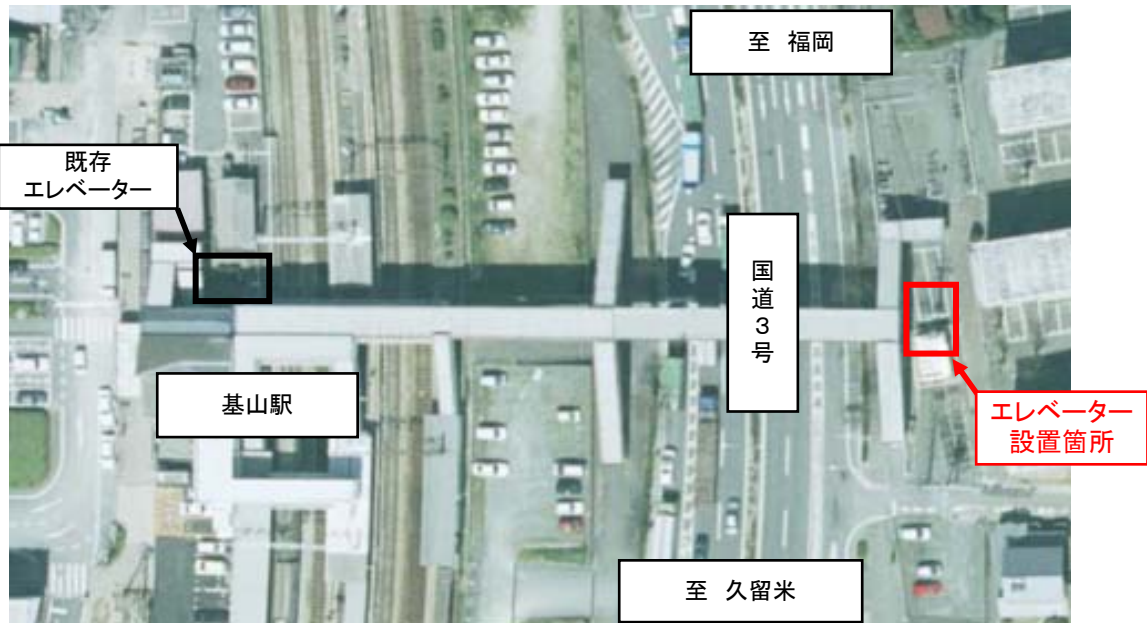 至 福岡
既存
エレベーター
国道3号
基山駅
エレベーター
設置箇所
至 久留米